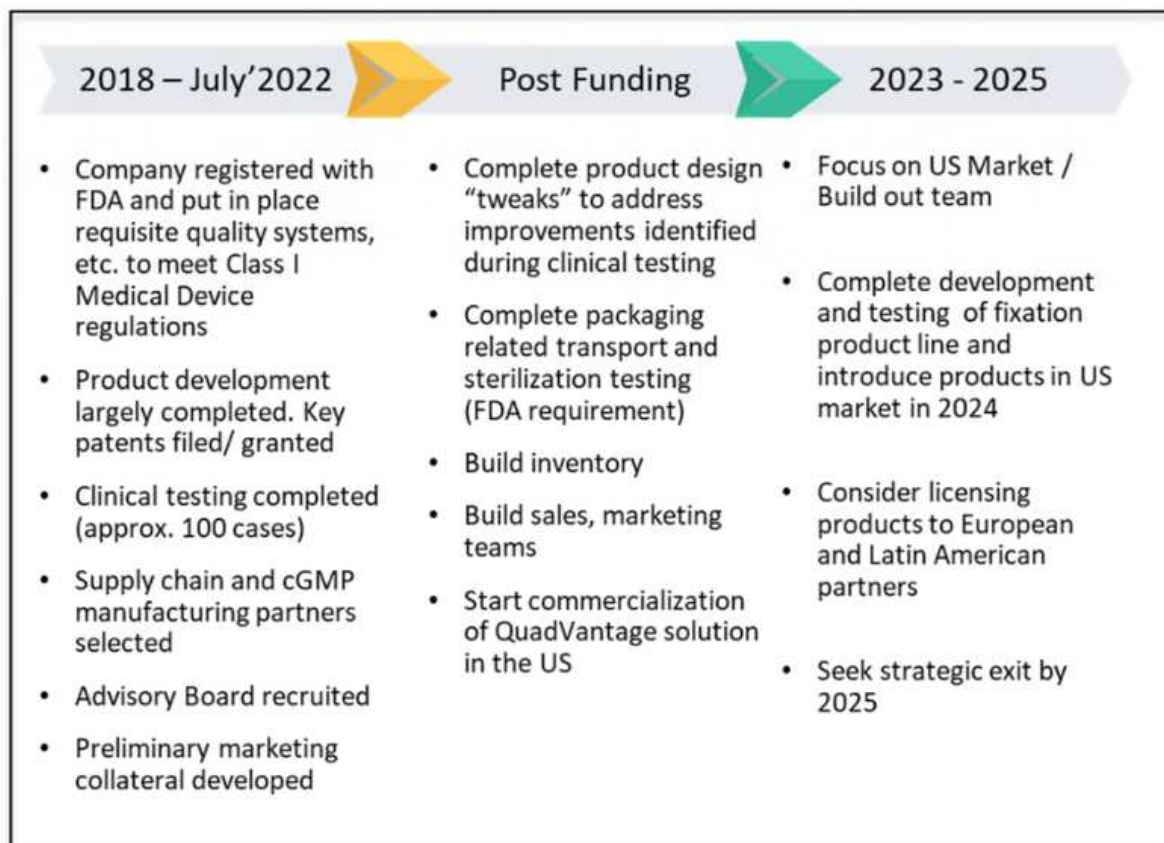 2018 – July'2022
Post Funding
2023 - 2025
• Company registered with
FDA and put in place
requisite quality systems,
etc. to meet Class I
Medical Device
regulations
• Product development
largely completed. Key
patents filed/ granted
• Clinical testing completed
(approx. 100 cases)
• Supply chain and cGMP
manufacturing partners
selected
• Advisory Board recruited
• Preliminary marketing
collateral developed
• Complete product design
“tweaks” to address
improvements identified
during clinical testing
• Complete packaging
related transport and
sterilization testing
(FDA requirement)
• Build inventory
• Build sales, marketing
teams
• Start commercialization
of QuadVantage solution
in the US
• Focus on US Market /
Build out team
• Complete development
and testing of fixation
product line and
introduce products in US
market in 2024
• Consider licensing
products to European
and Latin American
partners
• Seek strategic exit by
2025